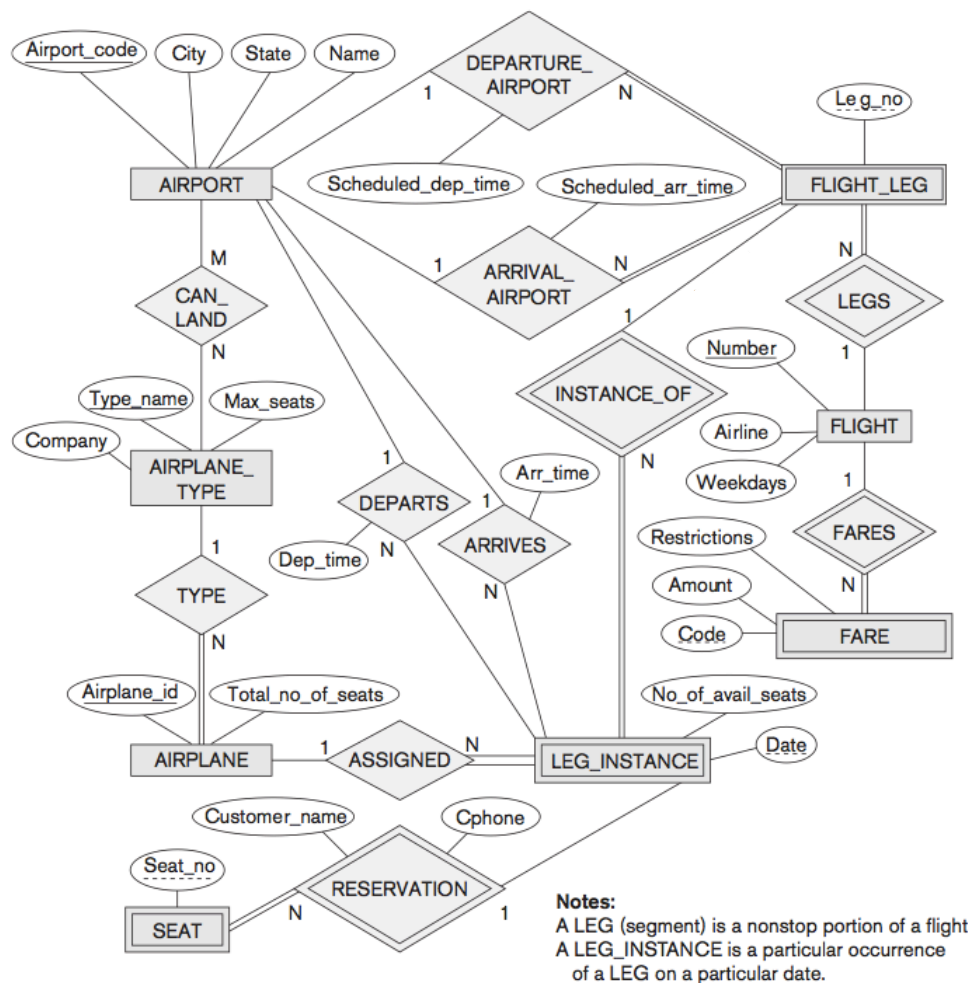 Airport_code
City
State
Name
DEPARTURE_
AIRPORT
1
N
Leg_no
AIRPORT
Scheduled_dep_time
Scheduled_arr_time
FLIGHT_LEG
M
1
ARRIVAL_
AIRPORT
N
N
CAN_
LAND
LEGS
1
N
Number
1
Type_name
Max_seats
INSTANCE_OF
FLIGHT
Company
Airline
AIRPLANE_
TYPE
1
N
Weekdays
Arr_time
1
1
DEPARTS
1
Restrictions
FARES
N
ARRIVES
Dep_time
TYPE
N
Amount
N
N
Code
FARE
Airplane_id
Total_no_of_seats
No_of_avail_seats
1
N
Date
AIRPLANE
ASSIGNED
LEG_INSTANCE
Customer_name
Cphone
Seat_no
RESERVATION
N
1
SEAT
Notes:
A LEG (segment) is a nonstop portion of a flight
A LEG_INSTANCE is a particular occurrence
of a LEG on a particular date.